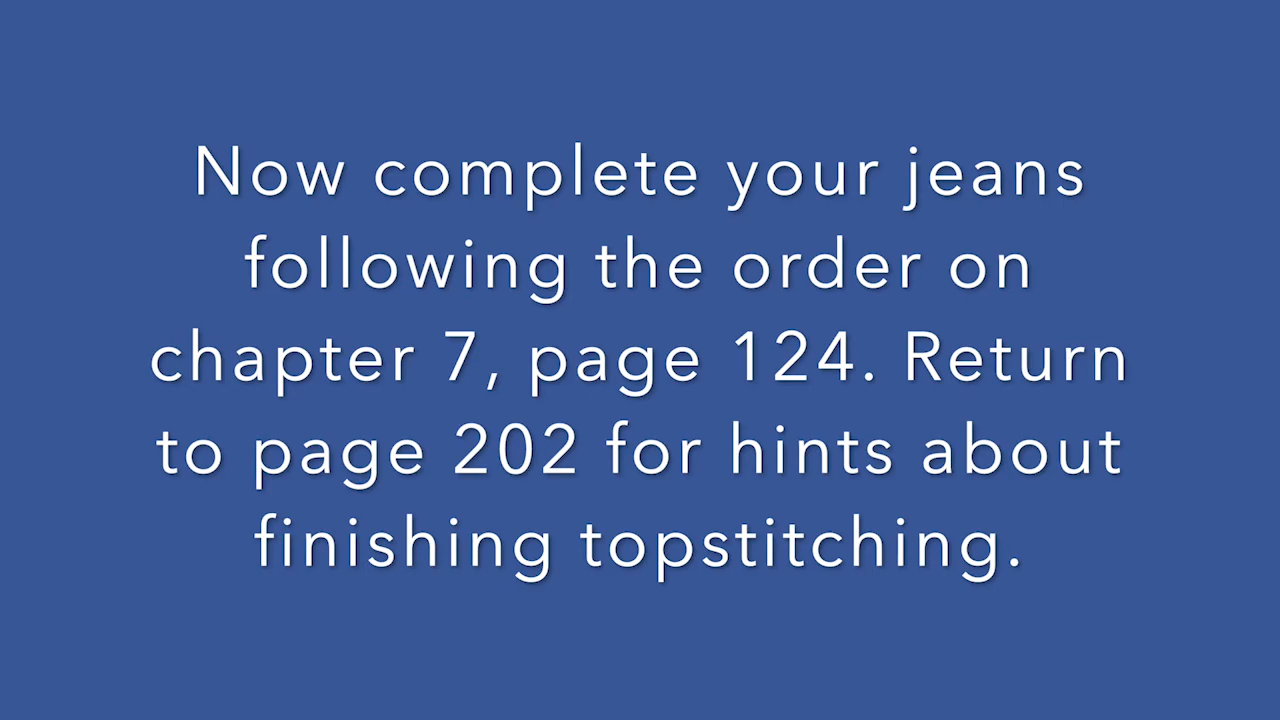 Now complete your jeans
following the order on
chapter 7, page 124. Return
to page 202 for hints about
finishing topstitching.